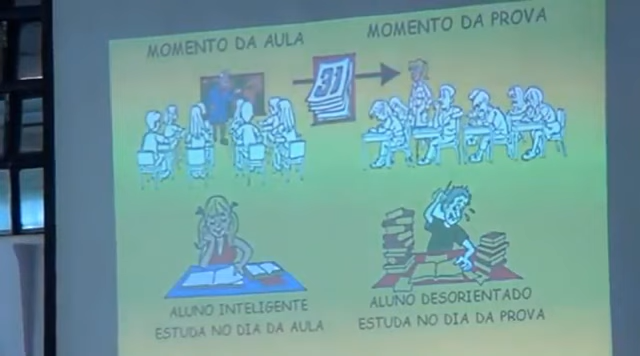 MOMENTO DA AULA
MOMENTO DA PROVA
31
ALUNO INTELIGENTE
ESTUDA NO DIA DA AULA
ALUNO DESORIENTADO
ESTUDA NO DIA DA PROVA